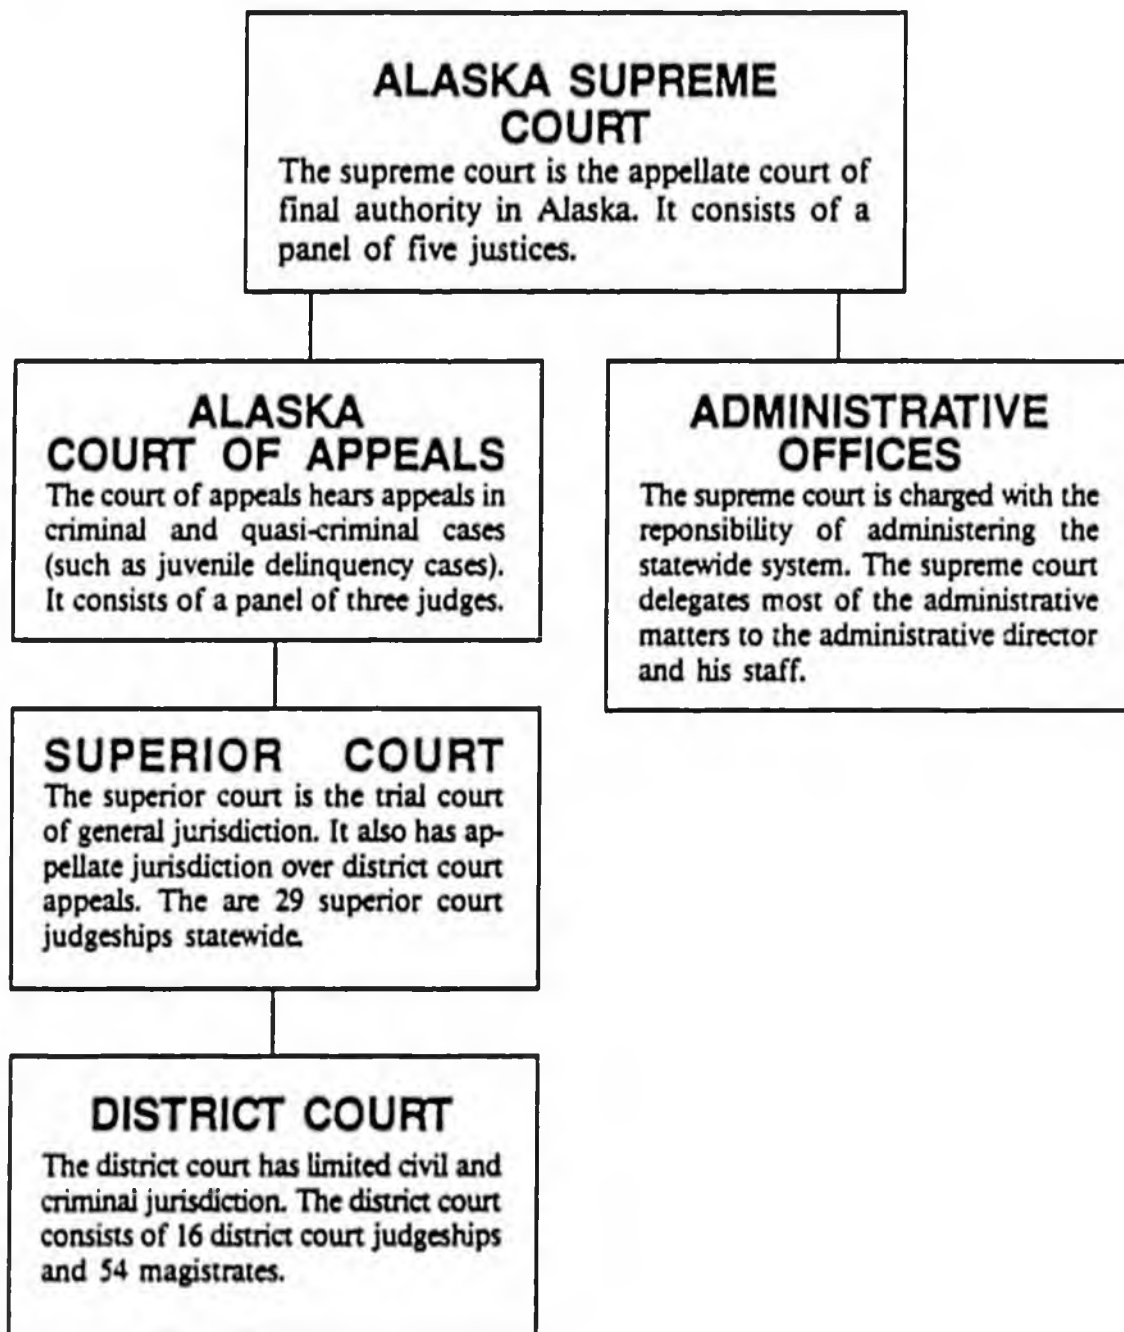 ALASKA SUPREME
COURT
The supreme court is the appellate court of
final authority in Alaska. It consists of a
panel of five justices.
ALASKA
COURT OF APPEALS
The court of appeals hears appeals in
criminal and quasi-criminal cases
(such as juvenile delinquency cases).
It consists of a panel of three judges.
ADMINISTRATIVE
OFFICES
The supreme court is charged with the
reponsibility of administering the
statewide system. The supreme court
delegates most of the administrative
matters to the administrative director
and his staff.
SUPERIOR COURT
The superior court is the trial court
of general jurisdiction. It also has ap-
pellate jurisdiction over district court
appeals. The are 29 superior court
judgeships statewide.
DISTRICT COURT
The district court has limited civil and
criminal jurisdiction. The district court
consists of 16 district court judgeships
and 54 magistrates.